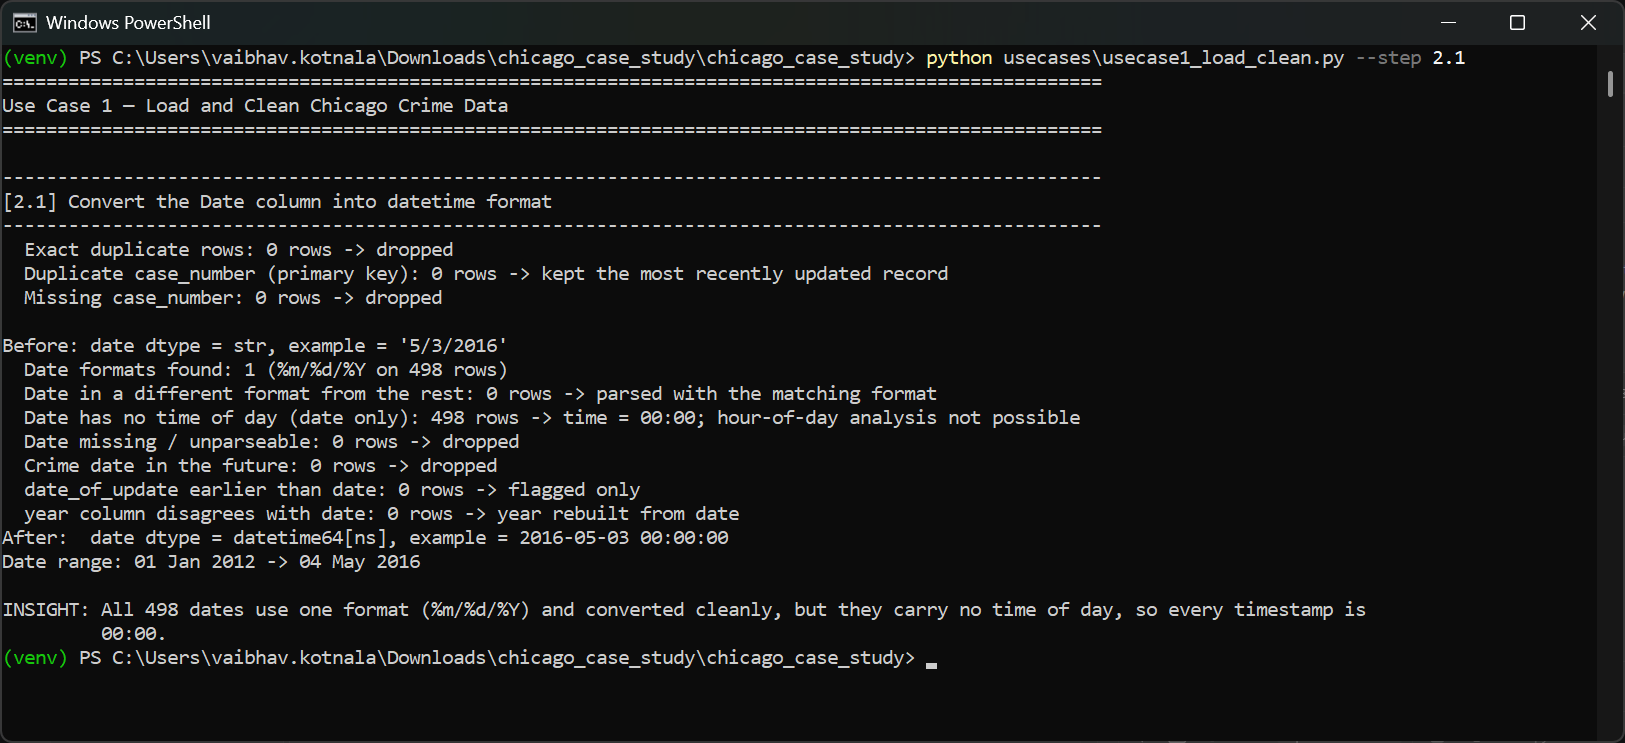 Windows PowerShell
(venv) PS C:\Users\vaibhav.kotnala\Downloads\chicago_case_study\chicago_case_study> python usecases\usecase1_load_clean.py --step 2.1
====================================================================================================
Use Case 1 — Load and Clean Chicago Crime Data
====================================================================================================
----------------------------------------------------------------------------------------------------
[2.1] Convert the Date column into datetime format
----------------------------------------------------------------------------------------------------
  Exact duplicate rows: 0 rows -> dropped
  Duplicate case_number (primary key): 0 rows -> kept the most recently updated record
  Missing case_number: 0 rows -> dropped
Before: date dtype = str, example = '5/3/2016'
  Date formats found: 1 (%m/%d/%Y on 498 rows)
  Date in a different format from the rest: 0 rows -> parsed with the matching format
  Date has no time of day (date only): 498 rows -> time = 00:00; hour-of-day analysis not possible
  Date missing / unparseable: 0 rows -> dropped
  Crime date in the future: 0 rows -> dropped
  date_of_update earlier than date: 0 rows -> flagged only
  year column disagrees with date: 0 rows -> year rebuilt from date
After:  date dtype = datetime64[ns], example = 2016-05-03 00:00:00
Date range: 01 Jan 2012 -> 04 May 2016
INSIGHT: All 498 dates use one format (%m/%d/%Y) and converted cleanly, but they carry no time of day, so every timestamp is
         00:00.
(venv) PS C:\Users\vaibhav.kotnala\Downloads\chicago_case_study\chicago_case_study>